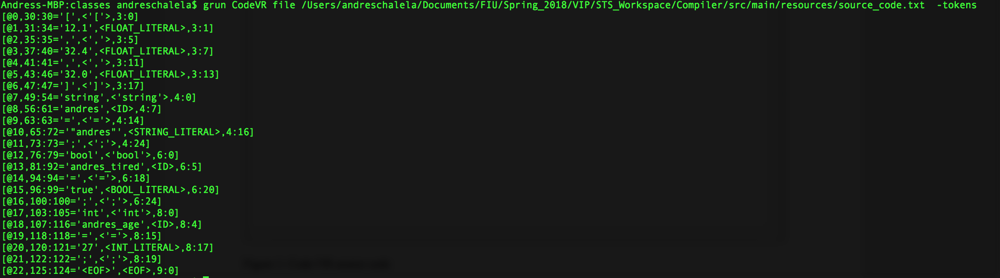 Andress-MBP:classes andreschalela$ grun CodeVR file /Users/andreschalela/Documents/FIU/Spring_2018/VIP/STS_Workspace/Compiler/src/main/resources/source_code.txt  -tokens
[@0,30:30='[',<'['>,3:0]
[@1,31:34='12.1',<FLOAT_LITERAL>,3:1]
[@2,35:35=',',<','>,3:5]
[@3,37:40='32.4',<FLOAT_LITERAL>,3:7]
[@4,41:41=',',<','>,3:11]
[@5,43:46='32.0',<FLOAT_LITERAL>,3:13]
[@6,47:47=']',<']'>,3:17]
[@7,49:54='string',<'string'>,4:0]
[@8,56:61='andres',<ID>,4:7]
[@9,63:63='=',<'='>,4:14]
[@10,65:72='"andres"',<STRING_LITERAL>,4:16]
[@11,73:73=';',<';'>,4:24]
[@12,76:79='bool',<'bool'>,6:0]
[@13,81:92='andres_tired',<ID>,6:5]
[@14,94:94='=',<'='>,6:18]
[@15,96:99='true',<BOOL_LITERAL>,6:20]
[@16,100:100=';',<';'>,6:24]
[@17,103:105='int',<'int'>,8:0]
[@18,107:116='andres_age',<ID>,8:4]
[@19,118:118='=',<'='>,8:15]
[@20,120:121='27',<INT_LITERAL>,8:17]
[@21,122:122=';',<';'>,8:19]
[@22,125:124='<EOF>',<EOF>,9:0]